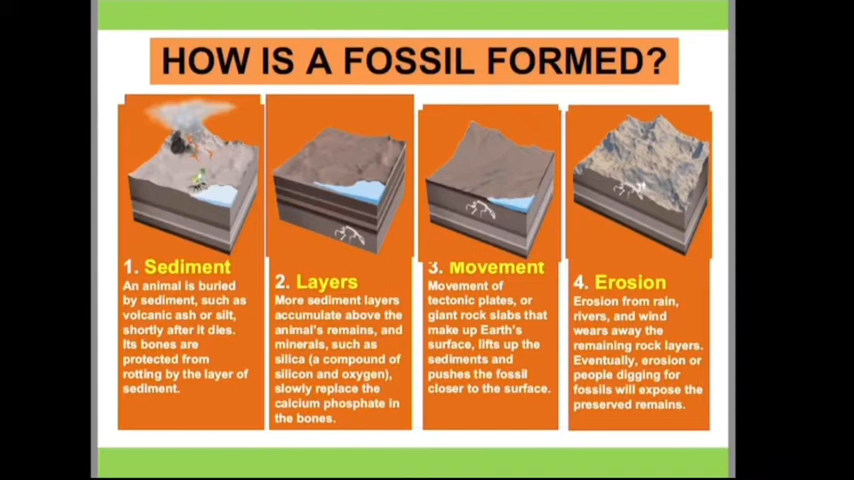 HOW IS A FOSSIL FORMED?
1. Sediment
An animal is buried
by sediment, such as
volcanic ash or silt,
shortly after it dies.
Its bones are
protected from
rotting by the layer of
sediment.
2. Layers
More sediment layers
accumulate above the
animal's remains, and
minerals, such as
silica (a compound of
silicon and oxygen),
slowly replace the
calcium phosphate in
the bones.
3. Movement
Movement of
tectonic plates, or
giant rock slabs that
make up Earth's
surface, lifts up the
sediments and
pushes the fossil
closer to the surface.
4. Erosion
Erosion from rain,
rivers, and wind
wears away the
remaining rock layers.
Eventually, erosion or
people digging for
fossils will expose the
preserved remains.